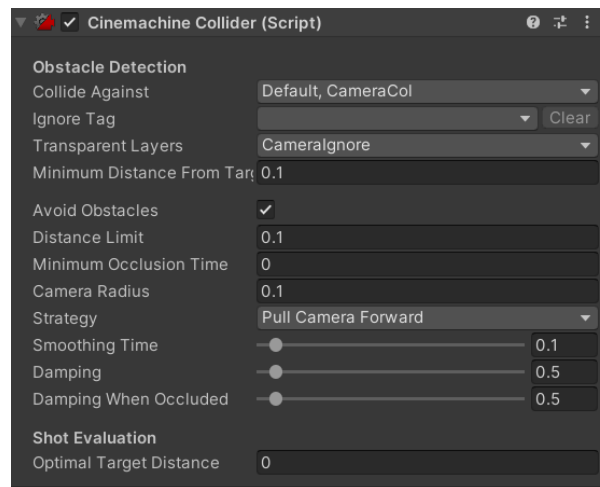 Cinemachine Collider (Script)
Obstacle Detection
Collide Against Default, CameraCol
Ignore Tag Clear
Transparent Layers CameraIgnore
Minimum Distance From Targ 0.1
Avoid Obstacles
Distance Limit 0.1
Minimum Occlusion Time 0
Camera Radius 0.1
Strategy Pull Camera Forward
Smoothing Time 0.1
Damping 0.5
Damping When Occluded 0.5
Shot Evaluation
Optimal Target Distance 0